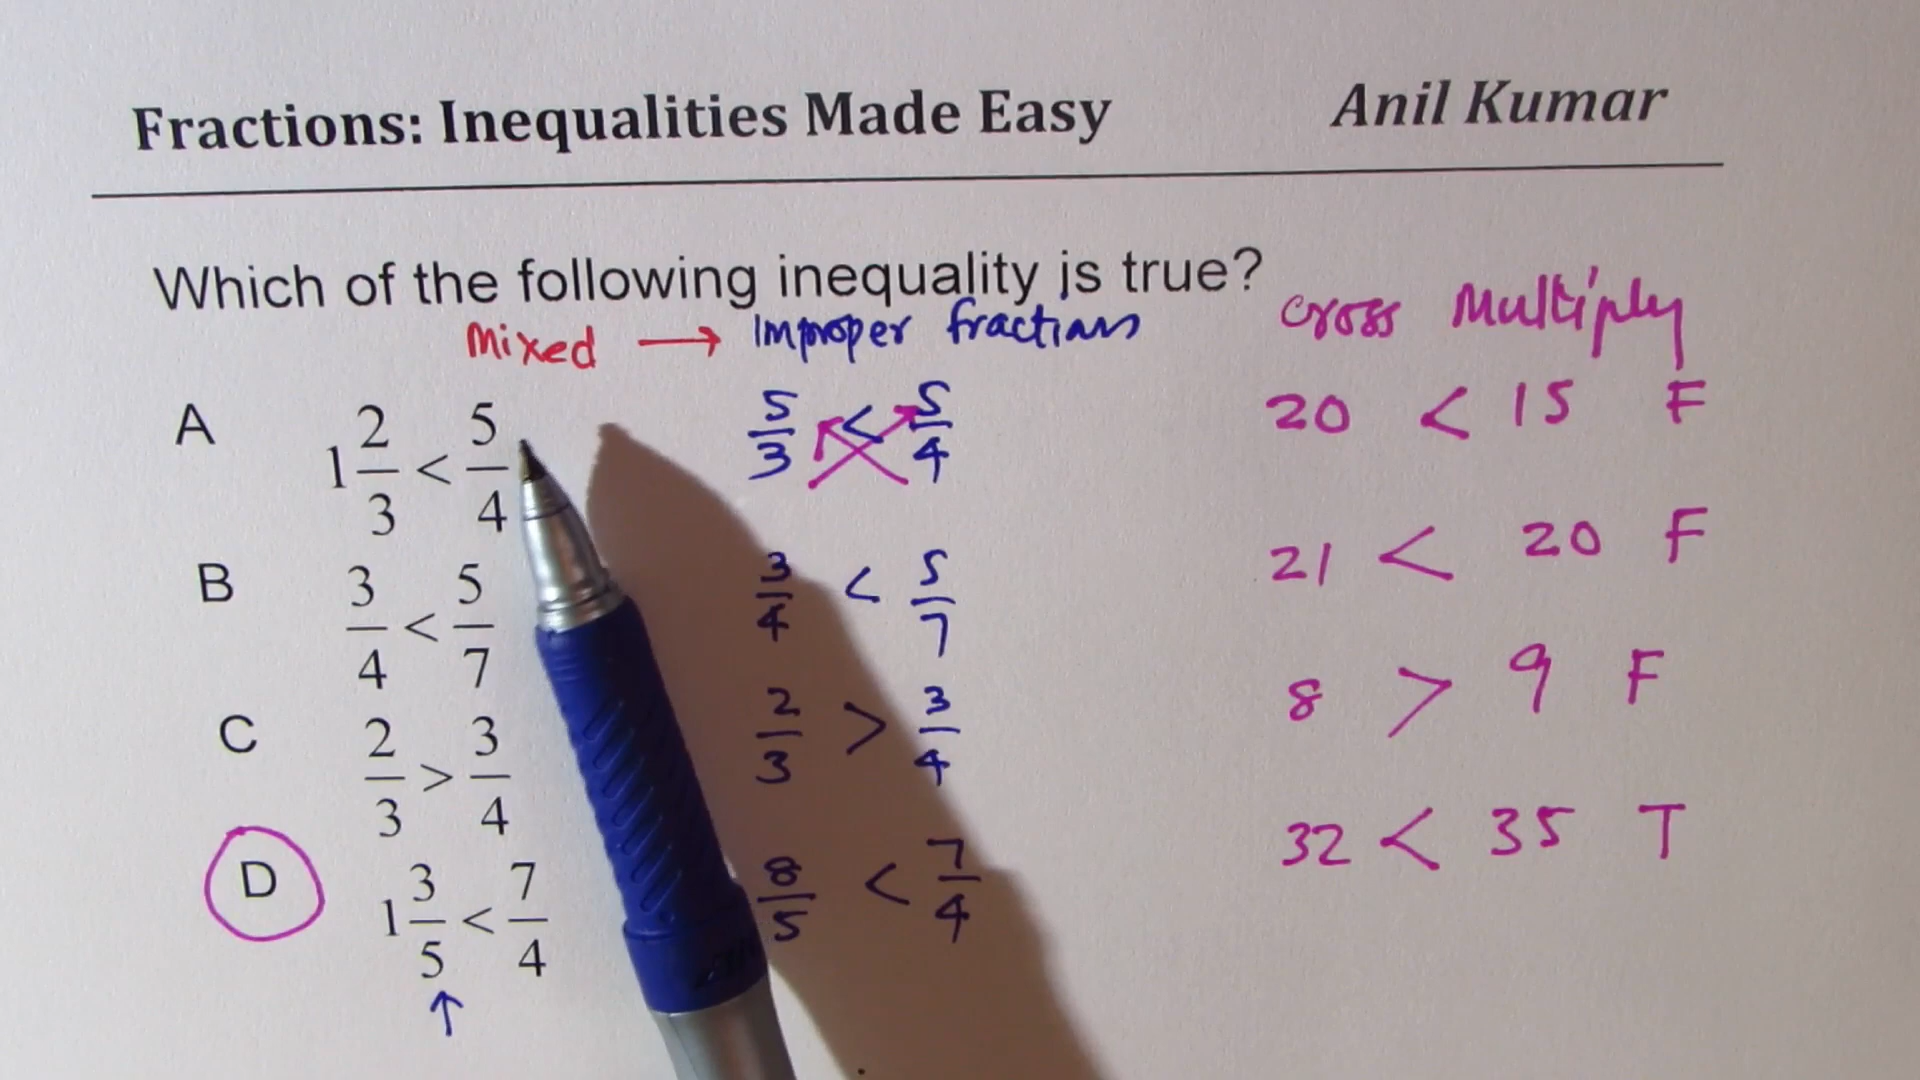 Fractions: Inequalities Made Easy Anil Kumar
Which of the following inequality is true?
Mixed → Improper fractions Cross Multiply
A 1 2/3 < 5/4 5/3 < 5/4 20 < 15 F
B 3/4 < 5/7 3/4 < 5/7 21 < 20 F
C 2/3 > 3/4 2/3 > 3/4 8 > 9 F
D 1 3/5 < 7/4 8/5 < 7/4 32 < 35 T
↑